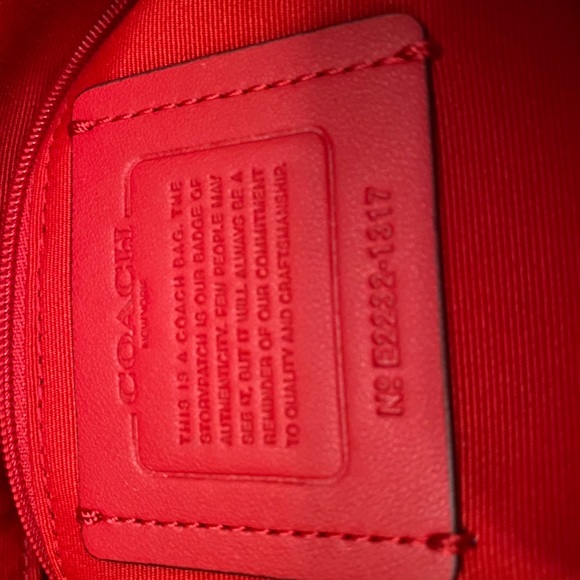 COACH
NEW YORK
THIS IS A COACH BAG. THE
STORYPATCH IS OUR BADGE OF
AUTHENTICITY. FEW PEOPLE MAY
SEE IT, BUT IT WILL ALWAYS BE A
REMINDER OF OUR COMMITMENT
TO QUALITY AND CRAFTSMANSHIP.
Nº E2232-1317